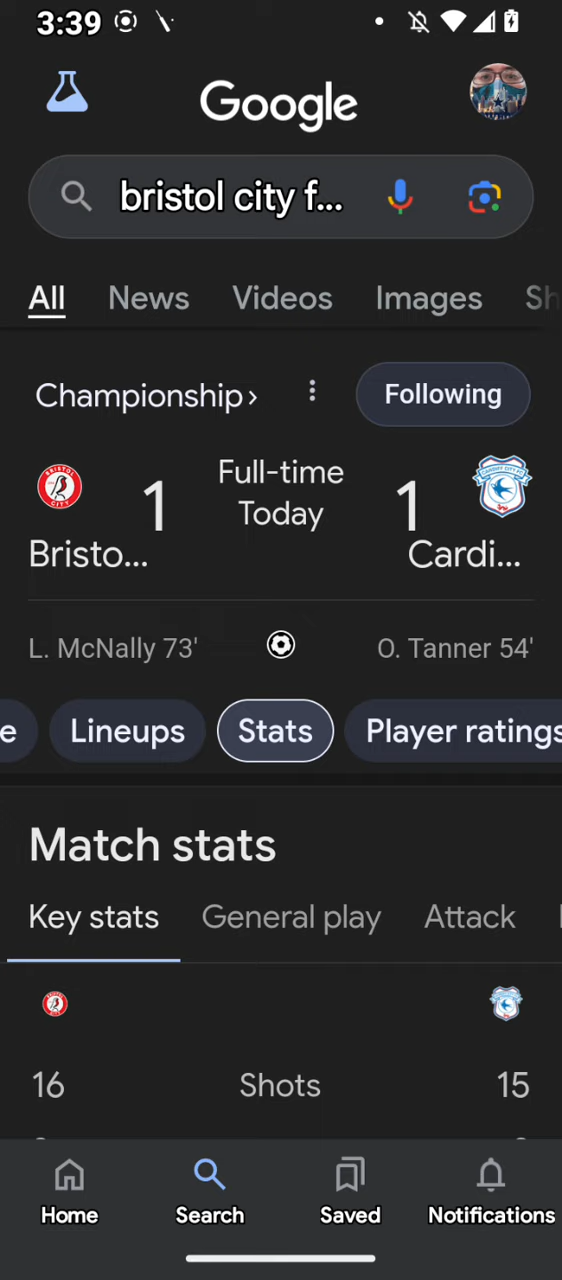 3:39
Google
bristol city f...
All News Videos Images Sh
Championship ›
Following
1 Full-time 1
Today
Bristo... Cardi...
L. McNally 73' O. Tanner 54'
e Lineups Stats Player ratings
Match stats
Key stats General play Attack
16 Shots 15
Home Search Saved Notifications